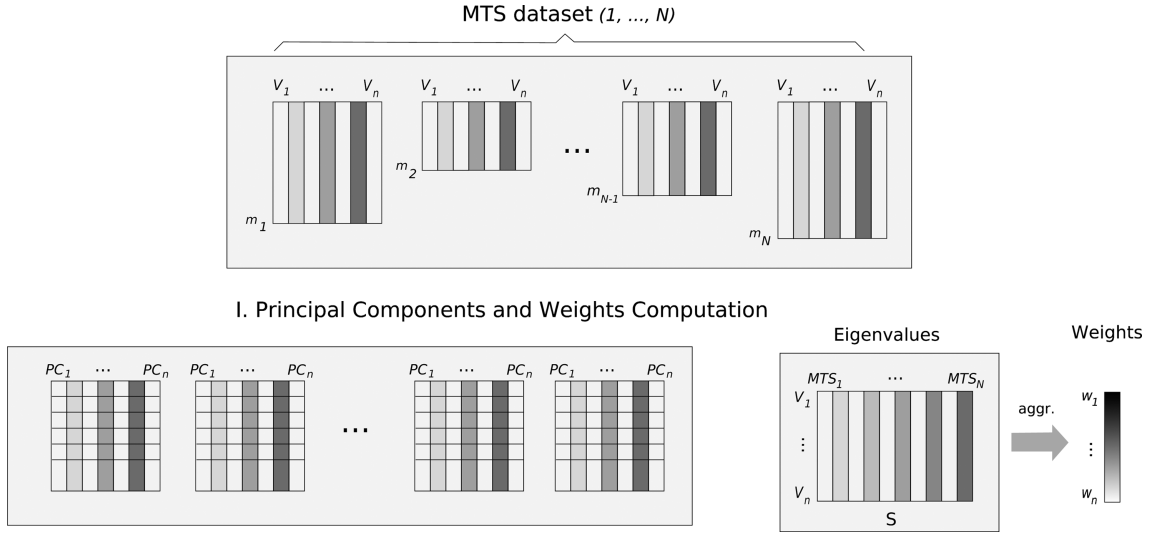 MTS dataset (1, ..., N)
V1 ... Vn V1 ... Vn V1 ... Vn V1 ... Vn
...
m1 m2 mN-1 mN
I. Principal Components and Weights Computation
Eigenvalues Weights
PC1 ... PCn PC1 ... PCn PC1 ... PCn PC1 ... PCn
...
MTS1 ... MTSN
V1
⋮
Vn
S
aggr.
w1
⋮
wn